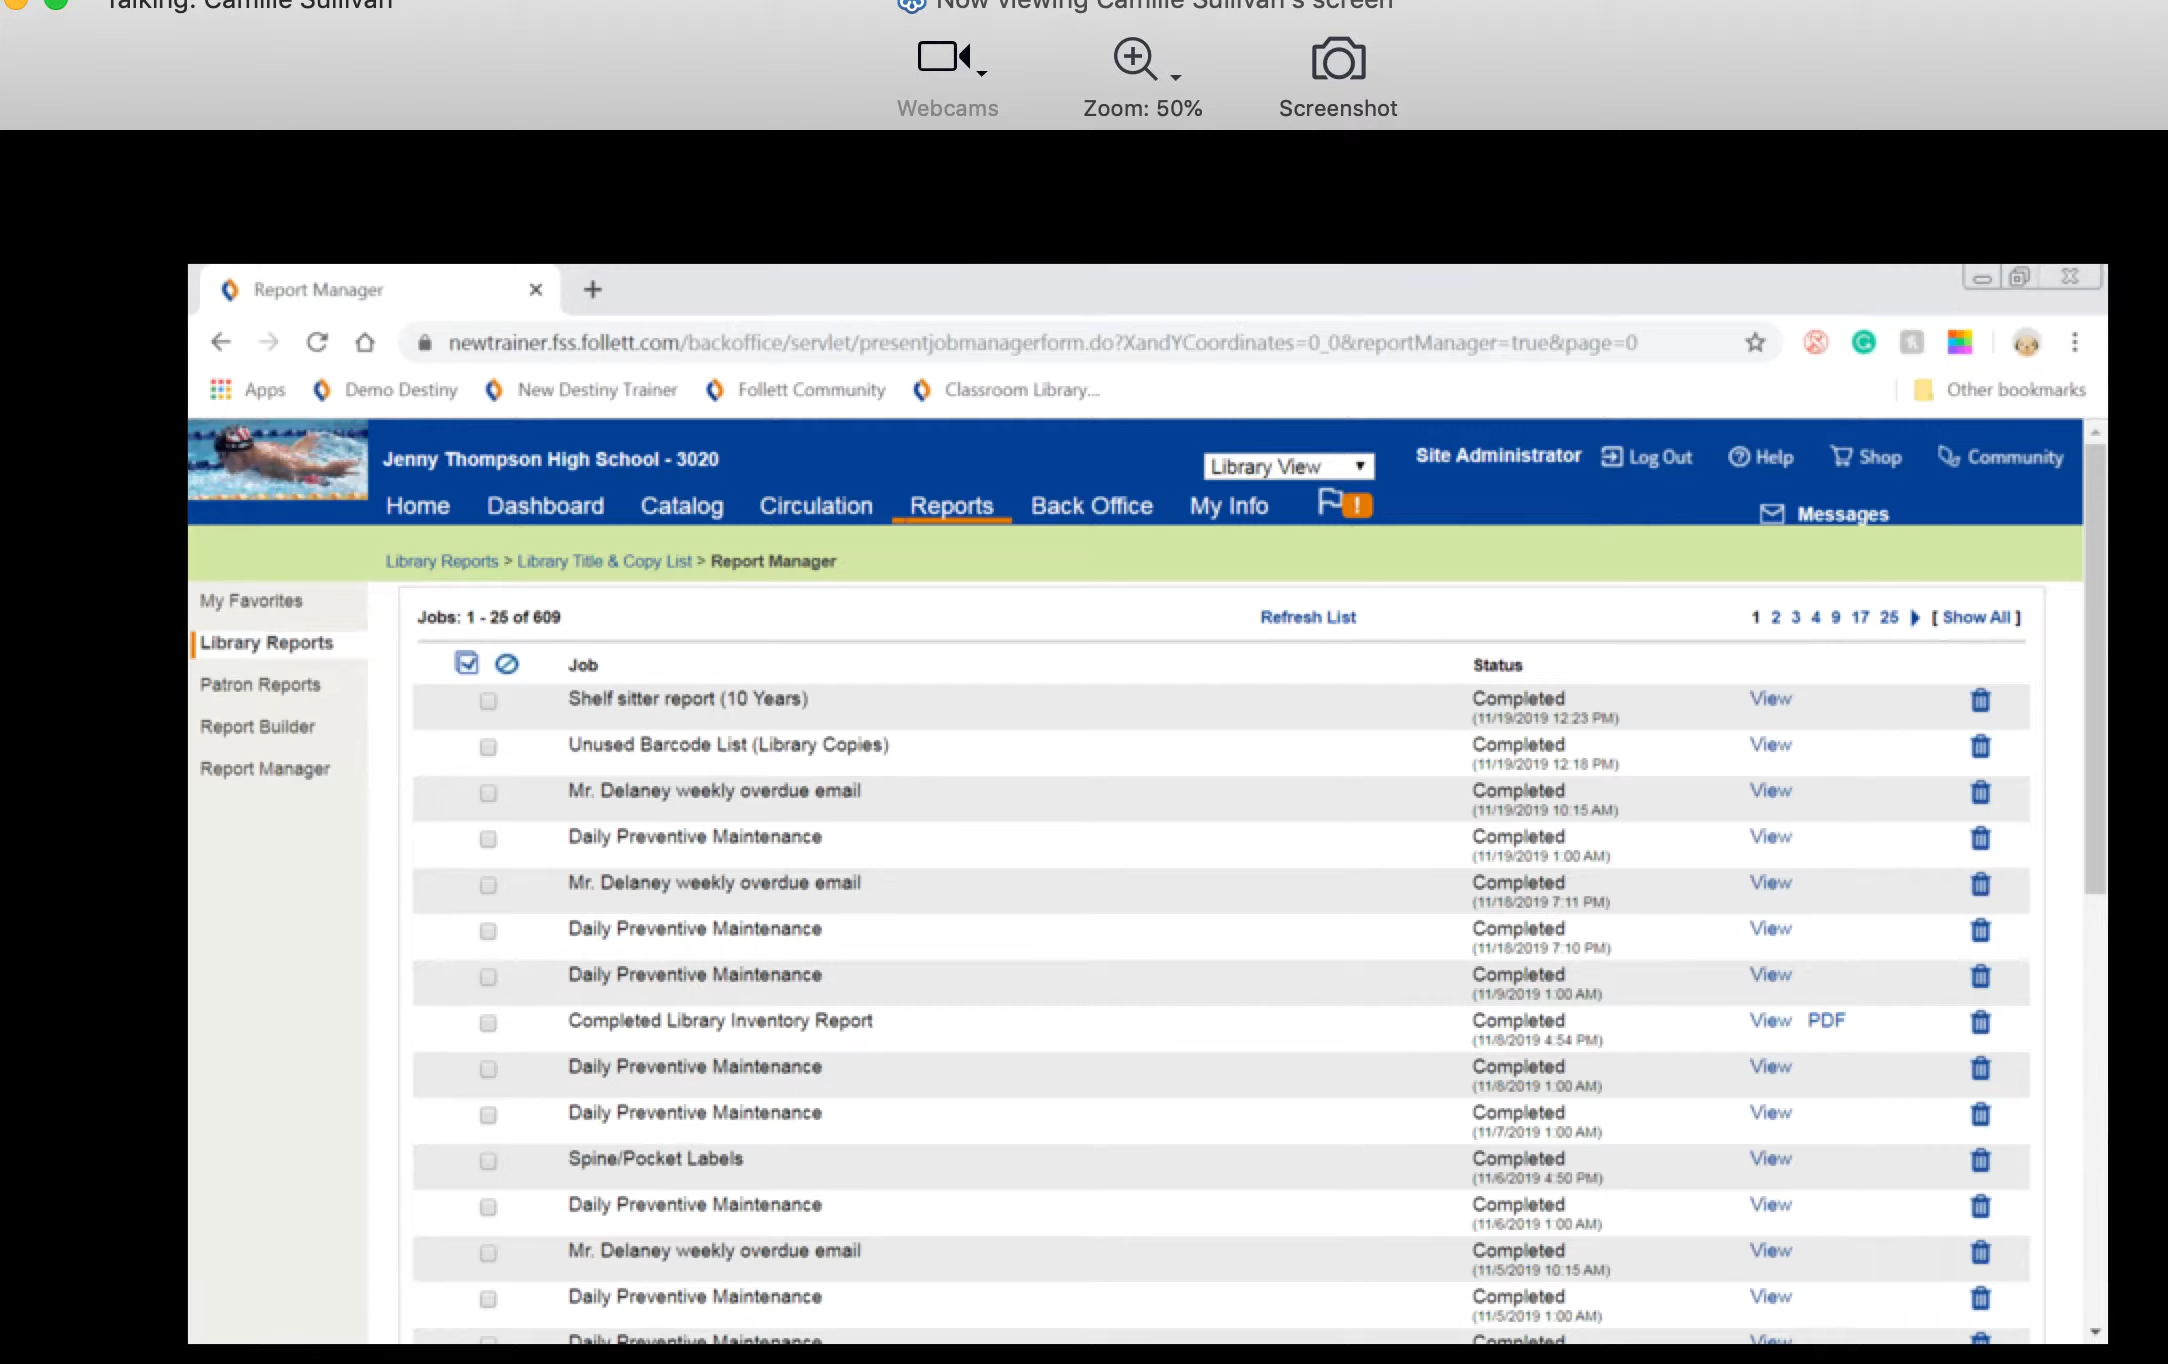 Talking: Camille Sullivan
Now viewing Camille Sullivan's screen
Webcams
Zoom: 50%
Screenshot
Report Manager
newtrainer.fss.follett.com/backoffice/servlet/presentjobmanagerform.do?XandYCoordinates=0_0&reportManager=true&page=0
Apps Demo Destiny New Destiny Trainer Follett Community Classroom Library... Other bookmarks
Jenny Thompson High School - 3020
Library View
Site Administrator Log Out Help Shop Community
Home Dashboard Catalog Circulation Reports Back Office My Info !
Messages
Library Reports > Library Title & Copy List > Report Manager
My Favorites
Library Reports
Patron Reports
Report Builder
Report Manager
Jobs: 1 - 25 of 609 Refresh List 1 2 3 4 9 17 25 [ Show All ]
Job Status
Shelf sitter report (10 Years) Completed View
(11/19/2019 12:23 PM)
Unused Barcode List (Library Copies) Completed View
(11/19/2019 12:18 PM)
Mr. Delaney weekly overdue email Completed View
(11/19/2019 10:15 AM)
Daily Preventive Maintenance Completed View
(11/19/2019 1:00 AM)
Mr. Delaney weekly overdue email Completed View
(11/18/2019 7:11 PM)
Daily Preventive Maintenance Completed View
(11/18/2019 7:10 PM)
Daily Preventive Maintenance Completed View
(11/9/2019 1:00 AM)
Completed Library Inventory Report Completed View PDF
(11/8/2019 4:54 PM)
Daily Preventive Maintenance Completed View
(11/8/2019 1:00 AM)
Daily Preventive Maintenance Completed View
(11/7/2019 1:00 AM)
Spine/Pocket Labels Completed View
(11/6/2019 4:50 PM)
Daily Preventive Maintenance Completed View
(11/6/2019 1:00 AM)
Mr. Delaney weekly overdue email Completed View
(11/5/2019 10:15 AM)
Daily Preventive Maintenance Completed View
(11/5/2019 1:00 AM)
Daily Preventive Maintenance Completed View